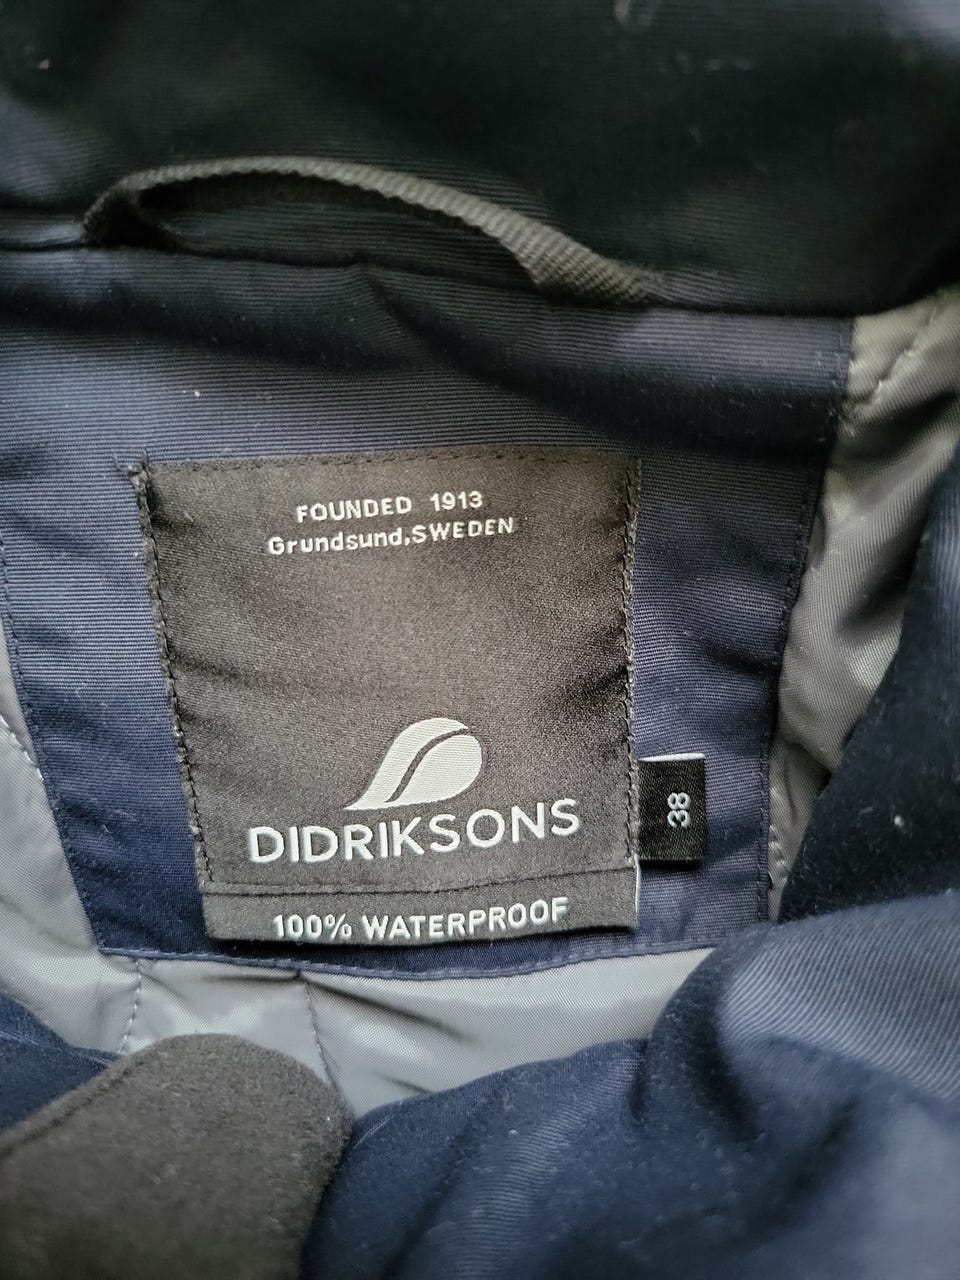 FOUNDED 1913
Grundsund,SWEDEN
DIDRIKSONS
38
100% WATERPROOF